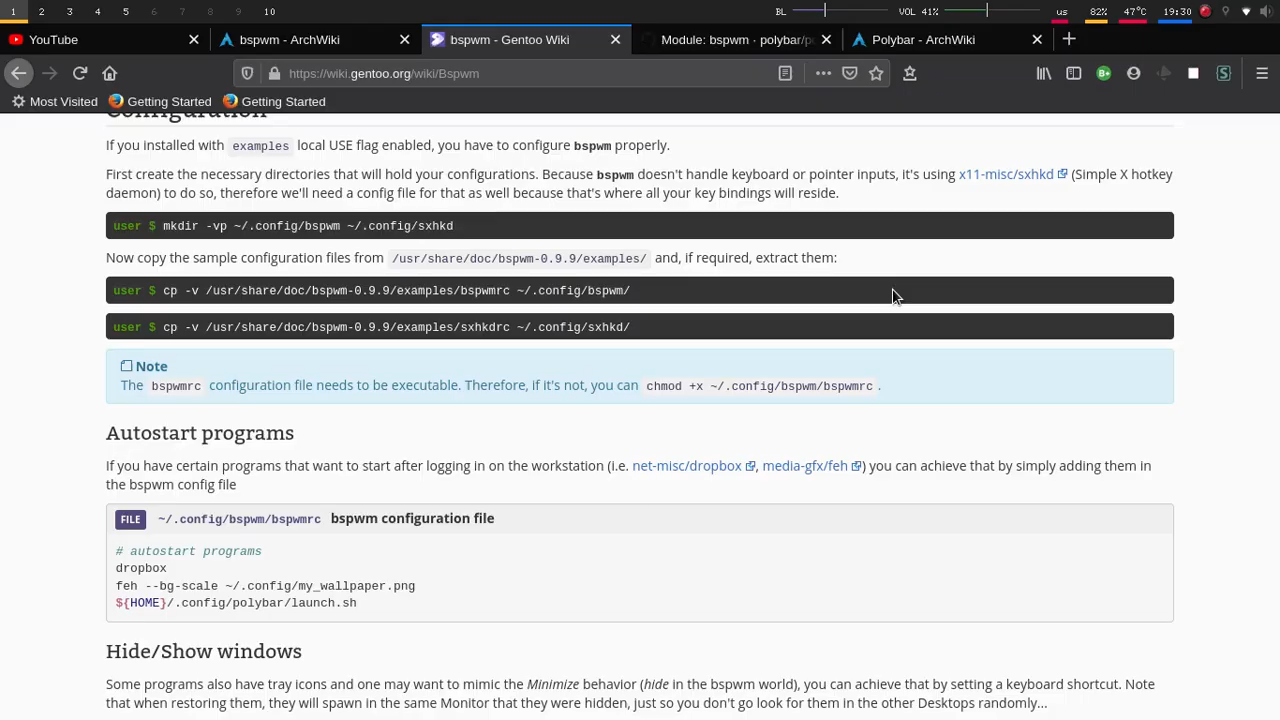 1 2 3 9 10 BL VOL 41% us 82% 47°C 19:30
YouTube bspwm - ArchWiki bspwm - Gentoo Wiki Module: bspwm · polybar/po Polybar - ArchWiki
https://wiki.gentoo.org/wiki/Bspwm
Most Visited Getting Started Getting Started
Configuration
If you installed with examples local USE flag enabled, you have to configure bspwm properly.
First create the necessary directories that will hold your configurations. Because bspwm doesn't handle keyboard or pointer inputs, it's using x11-misc/sxhkd (Simple X hotkey
daemon) to do so, therefore we'll need a config file for that as well because that's where all your key bindings will reside.
user $ mkdir -vp ~/.config/bspwm ~/.config/sxhkd
Now copy the sample configuration files from /usr/share/doc/bspwm-0.9.9/examples/ and, if required, extract them:
user $ cp -v /usr/share/doc/bspwm-0.9.9/examples/bspwmrc ~/.config/bspwm/
user $ cp -v /usr/share/doc/bspwm-0.9.9/examples/sxhkdrc ~/.config/sxhkd/
Note
The bspwmrc configuration file needs to be executable. Therefore, if it's not, you can chmod +x ~/.config/bspwm/bspwmrc .
Autostart programs
If you have certain programs that want to start after logging in on the workstation (i.e. net-misc/dropbox, media-gfx/feh) you can achieve that by simply adding them in
the bspwm config file
FILE ~/.config/bspwm/bspwmrc bspwm configuration file
# autostart programs
dropbox
feh --bg-scale ~/.config/my_wallpaper.png
${HOME}/.config/polybar/launch.sh
Hide/Show windows
Some programs also have tray icons and one may want to mimic the Minimize behavior (hide in the bspwm world), you can achieve that by setting a keyboard shortcut. Note
that when restoring them, they will spawn in the same Monitor that they were hidden, just so you don't go look for them in the other Desktops randomly...